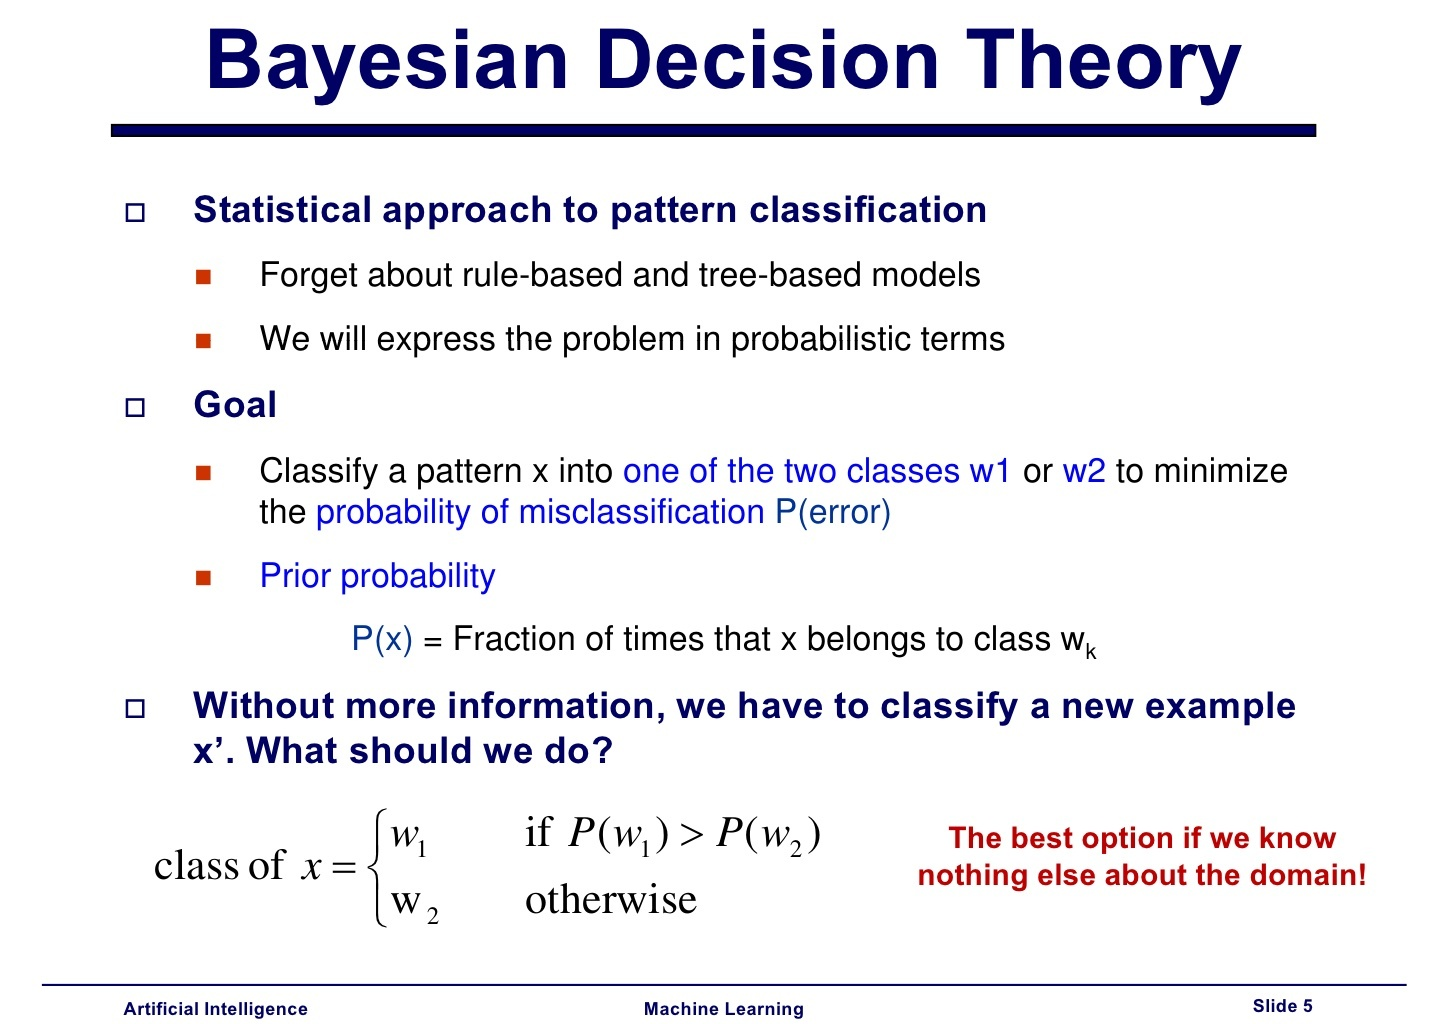 Bayesian Decision Theory
Statistical approach to pattern classification
Forget about rule-based and tree-based models
We will express the problem in probabilistic terms
Goal
Classify a pattern x into one of the two classes w1 or w2 to minimize
the probability of misclassification P(error)
Prior probability
P(x) = Fraction of times that x belongs to class wₖ
Without more information, we have to classify a new example
x’. What should we do?
class of x = { w₁ if P(w₁) > P(w₂)
w₂ otherwise
The best option if we know
nothing else about the domain!
Artificial Intelligence
Machine Learning
Slide 5